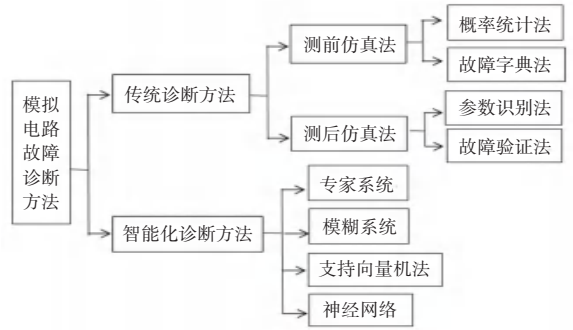 模拟
电路
故障
诊断
方法
传统诊断方法
测前仿真法
概率统计法
故障字典法
测后仿真法
参数识别法
故障验证法
智能化诊断方法
专家系统
模糊系统
支持向量机法
神经网络